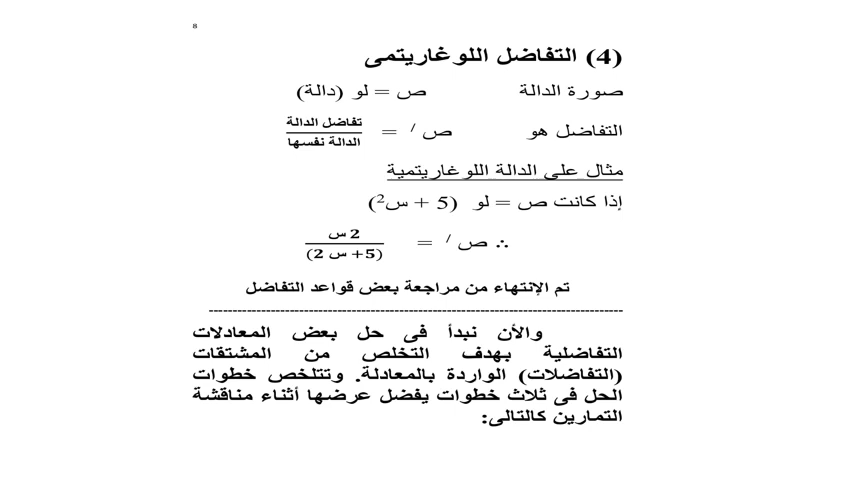 8
(4) التفاضل اللوغاريتمى
صورة الدالة ص = لو (دالة)
التفاضل هو ص / = تفاضل الدالة / الدالة نفسها
مثال على الدالة اللوغاريتمية
إذا كانت ص = لو (5 + س2)
∴ ص / = 2 س / (5+ س 2)
تم الإنتهاء من مراجعة بعض قواعد التفاضل
والأن نبدأ فى حل بعض المعادلات
التفاضلية بهدف التخلص من المشتقات
(التفاضلات) الواردة بالمعادلة. وتتلخص خطوات
الحل فى ثلاث خطوات يفضل عرضها أثناء مناقشة
التمارين كالتالى: